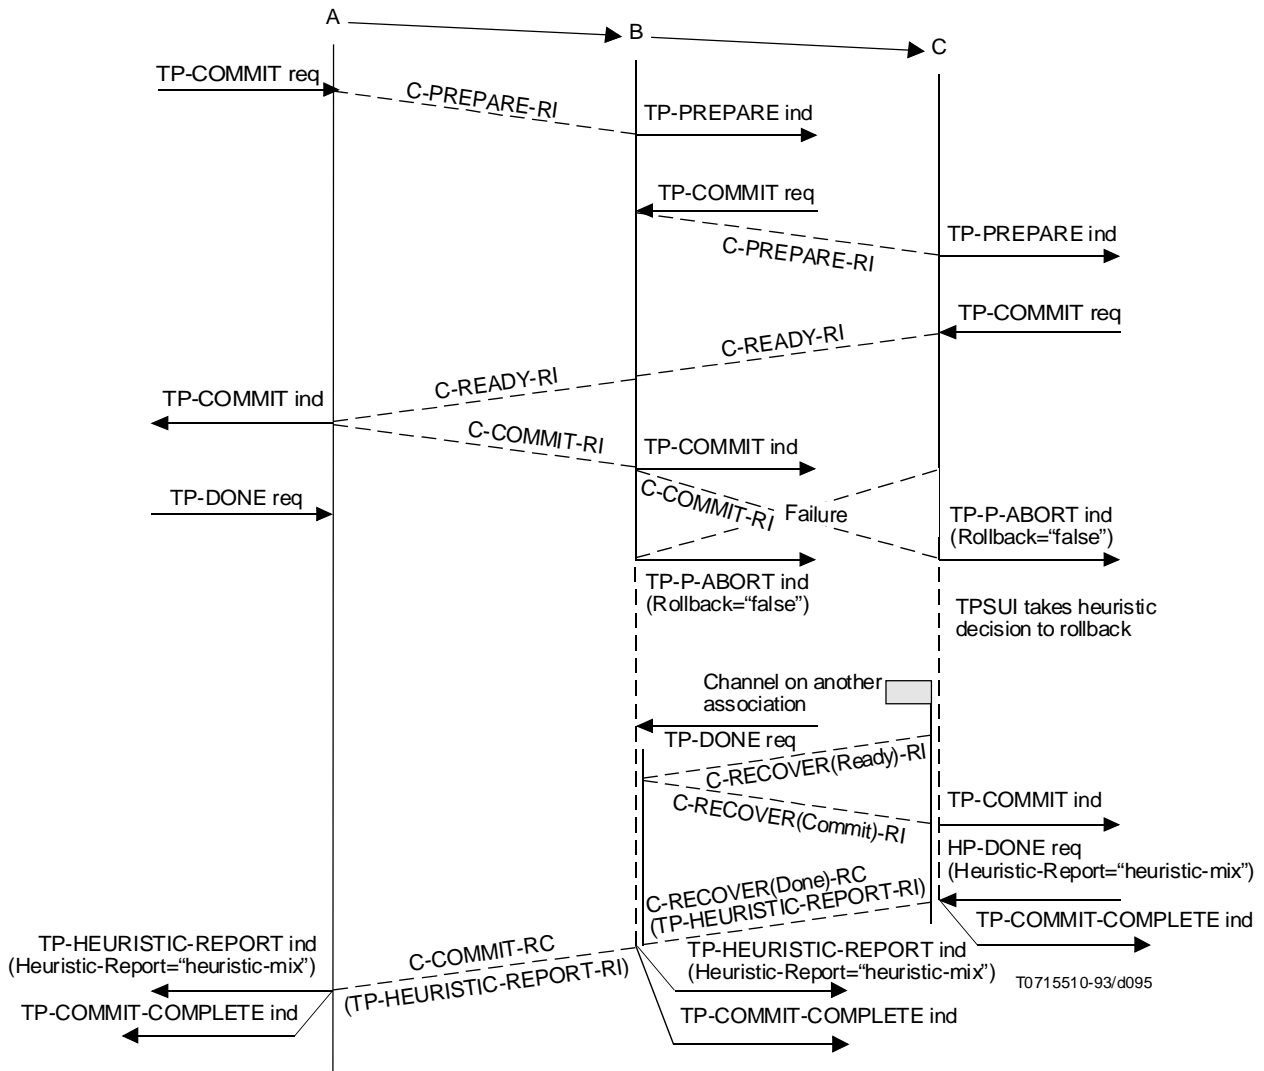 A
B
C
TP-COMMIT req
C-PREPARE-RI
TP-PREPARE ind
TP-COMMIT req
C-PREPARE-RI
TP-PREPARE ind
TP-COMMIT req
C-READY-RI
C-READY-RI
TP-COMMIT ind
C-COMMIT-RI
TP-COMMIT ind
TP-DONE req
C-COMMIT-RI
Failure
TP-P-ABORT ind
(Rollback=“false”)
TP-P-ABORT ind
(Rollback=“false”)
TPSUI takes heuristic
decision to rollback
Channel on another
association
TP-DONE req
C-RECOVER(Ready)-RI
C-RECOVER(Commit)-RI
TP-COMMIT ind
HP-DONE req
(Heuristic-Report=“heuristic-mix”)
C-RECOVER(Done)-RC
(TP-HEURISTIC-REPORT-RI)
TP-COMMIT-COMPLETE ind
TP-HEURISTIC-REPORT ind
(Heuristic-Report=“heuristic-mix”)
C-COMMIT-RC
(TP-HEURISTIC-REPORT-RI)
TP-HEURISTIC-REPORT ind
(Heuristic-Report=“heuristic-mix”)
T0715510-93/d095
TP-COMMIT-COMPLETE ind
TP-COMMIT-COMPLETE ind